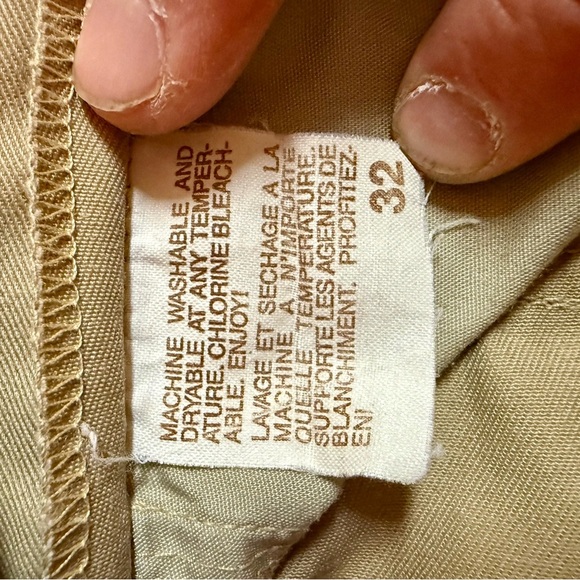 MACHINE WASHABLE AND
DRYABLE AT ANY TEMPER-
ATURE. CHLORINE BLEACH-
ABLE. ENJOY!
LAVAGE ET SECHAGE A LA
MACHINE A N'IMPORTE
QUELLE TEMPERATURE.
SUPPORTE LES AGENTS DE
BLANCHIMENT. PROFITEZ-
EN!
32